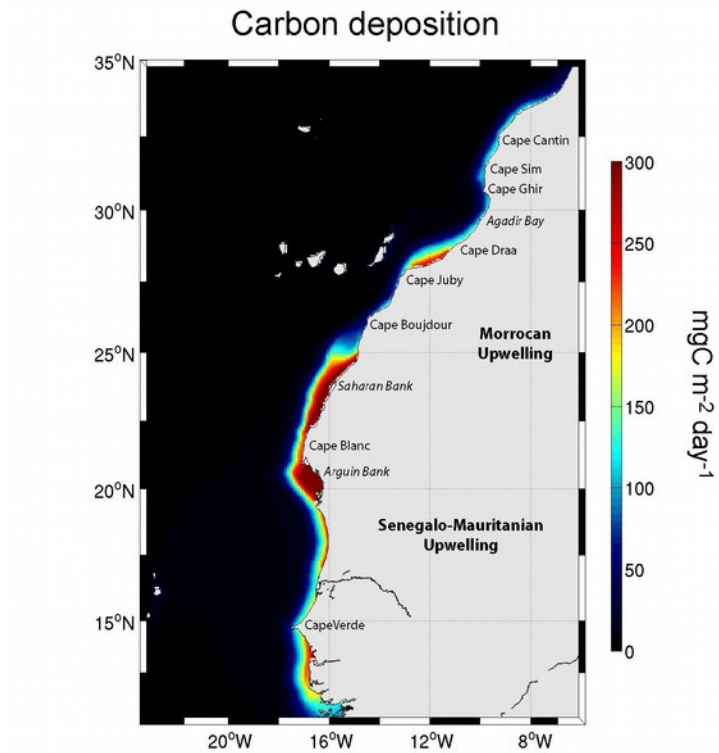 Carbon deposition
35°N
30°N
25°N
20°N
15°N
20°W
16°W
12°W
8°W
Cape Cantin
Cape Sim
Cape Ghir
Agadir Bay
Cape Draa
Cape Juby
Cape Boujdour
Morrocan
Upwelling
Saharan Bank
Cape Blanc
Arguin Bank
Senegalo-Mauritanian
Upwelling
CapeVerde
300
250
200
150
100
50
0
mgC m-2 day-1